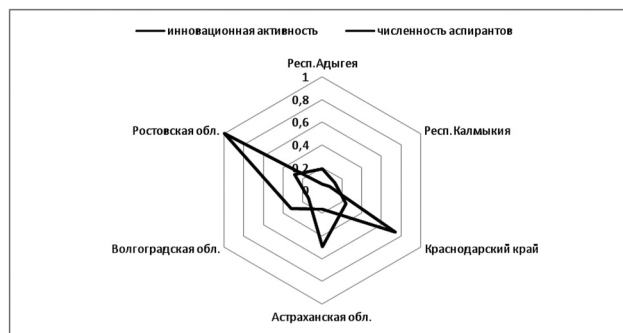 инновационная активность численность аспирантов
Респ.Адыгея
1
0,8
Ростовская обл. 0,6 Респ.Калмыкия
0,4
0,2
0
Волгоградская обл. Краснодарский край
Астраханская обл.